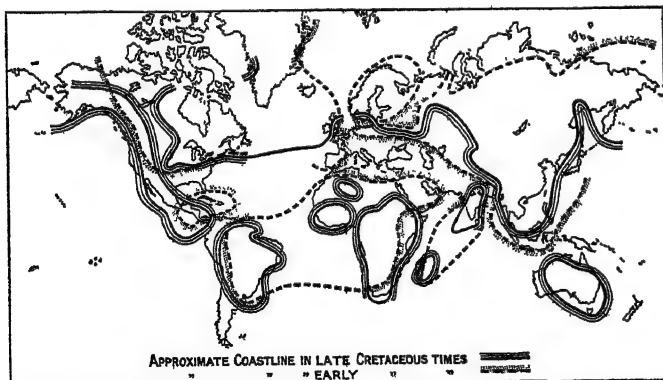 APPROXIMATE COASTLINE IN LATE CRETACEOUS TIMES
" " " EARLY " "